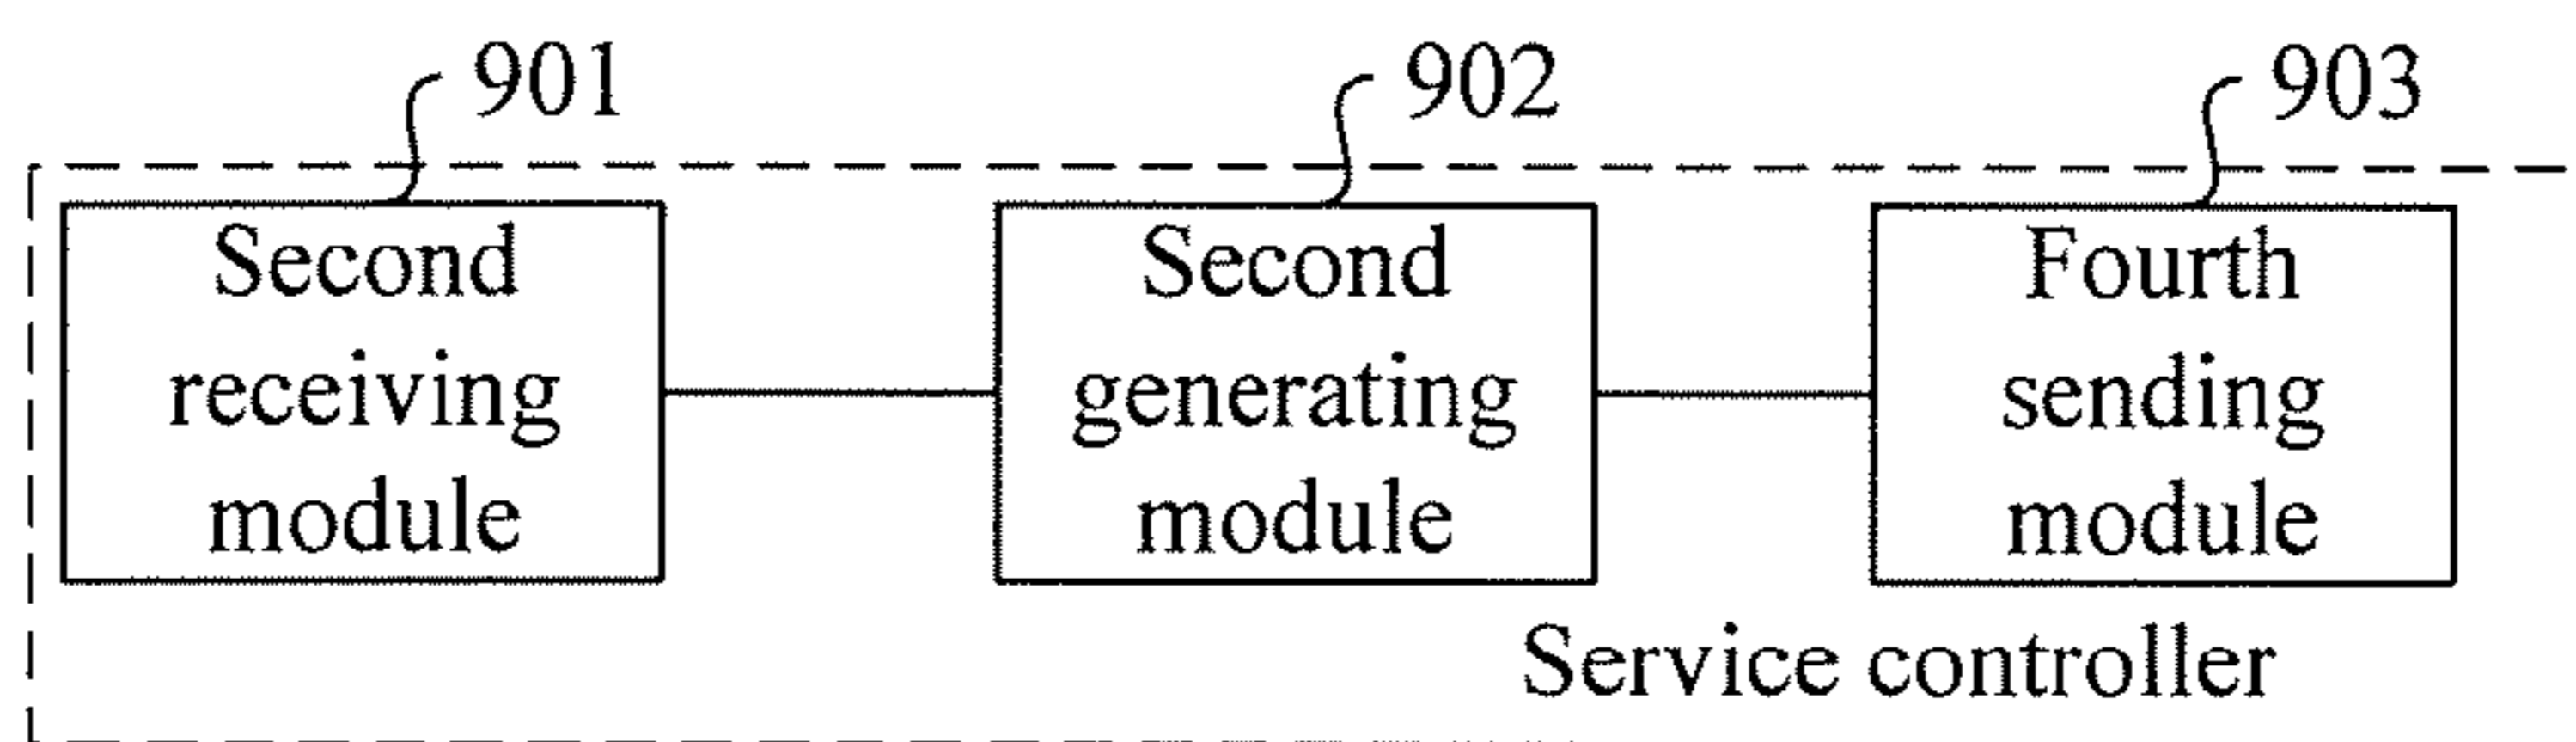 901
902
903
Second
receiving
module
Second
generating
module
Fourth
sending
module
Service controller